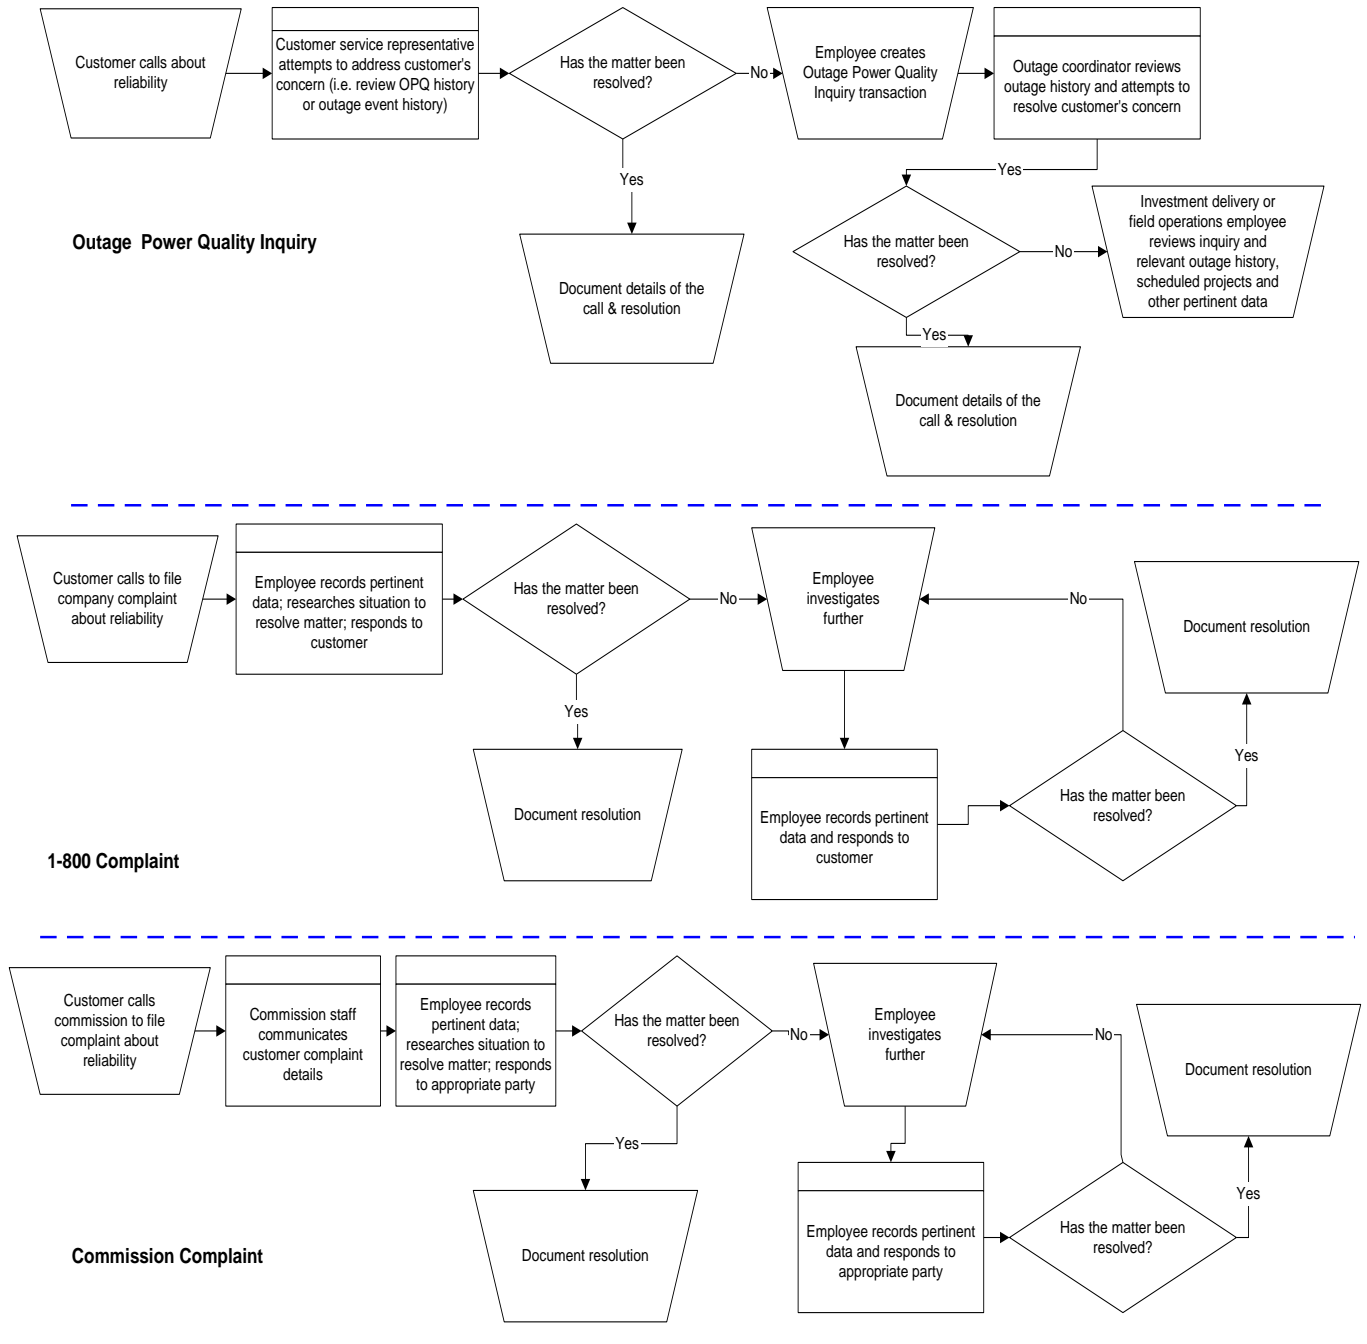 Customer calls about
reliability
Customer service representative
attempts to address customer's
concern (i.e. review OPQ history
or outage event history)
Has the matter been
resolved?
No
Employee creates
Outage Power Quality
Inquiry transaction
Outage coordinator reviews
outage history and attempts to
resolve customer's concern
Yes
Yes
Has the matter been
resolved?
No
Investment delivery or
field operations employee
reviews inquiry and
relevant outage history,
scheduled projects and
other pertinent data
Outage Power Quality Inquiry
Document details of the
call & resolution
Yes
Document details of the
call & resolution
Customer calls to file
company complaint
about reliability
Employee records pertinent
data; researches situation to
resolve matter; responds to
customer
Has the matter been
resolved?
No
Employee
investigates
further
No
Document resolution
Yes
Yes
Document resolution
Employee records pertinent
data and responds to
customer
Has the matter been
resolved?
1-800 Complaint
Customer calls
commission to file
complaint about
reliability
Commission staff
communicates
customer complaint
details
Employee records
pertinent data;
researches situation to
resolve matter; responds
to appropriate party
Has the matter been
resolved?
No
Employee
investigates
further
No
Document resolution
Yes
Yes
Document resolution
Employee records pertinent
data and responds to
appropriate party
Has the matter been
resolved?
Commission Complaint